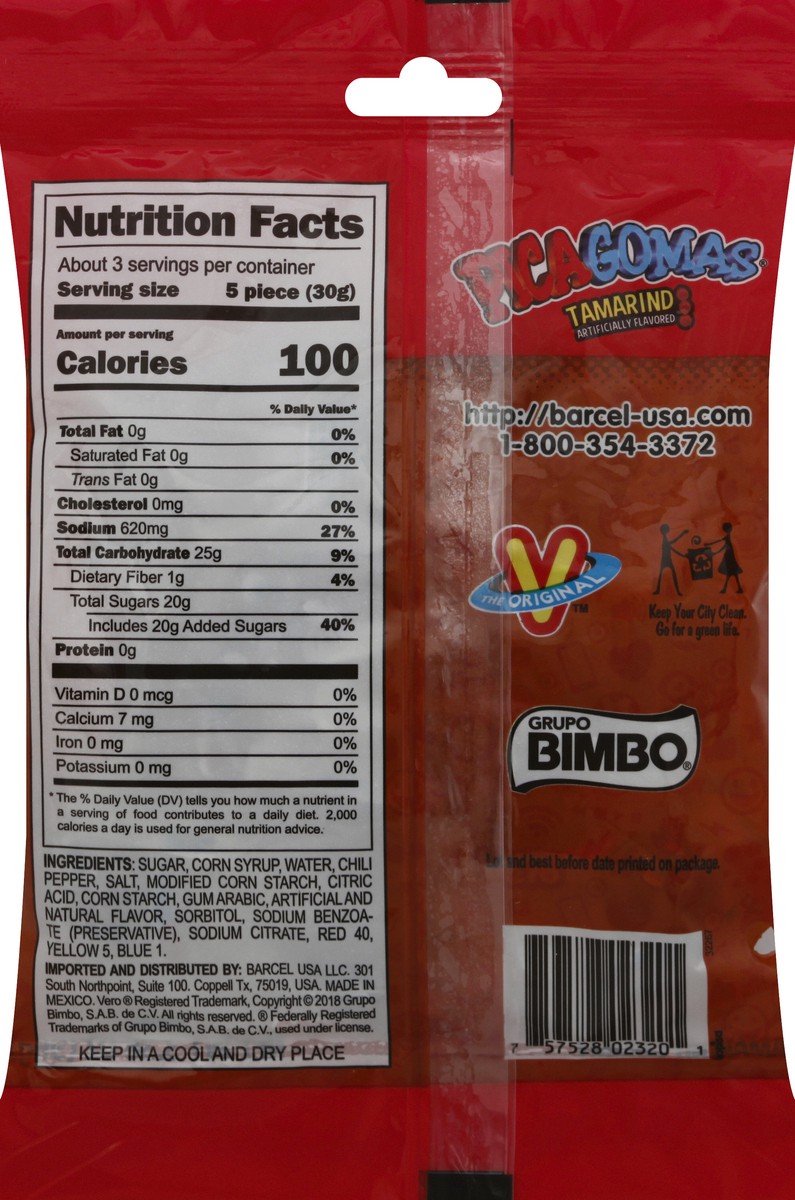 Nutrition Facts
About 3 servings per container
Serving size 5 piece (30g)
Amount per serving
Calories 100
% Daily Value*
Total Fat 0g 0%
Saturated Fat 0g 0%
Trans Fat 0g
Cholesterol 0mg 0%
Sodium 620mg 27%
Total Carbohydrate 25g 9%
Dietary Fiber 1g 4%
Total Sugars 20g
Includes 20g Added Sugars 40%
Protein 0g
Vitamin D 0 mcg 0%
Calcium 7 mg 0%
Iron 0 mg 0%
Potassium 0 mg 0%
* The % Daily Value (DV) tells you how much a nutrient in
a serving of food contributes to a daily diet. 2,000
calories a day is used for general nutrition advice.
INGREDIENTS: SUGAR, CORN SYRUP, WATER, CHILI
PEPPER, SALT, MODIFIED CORN STARCH, CITRIC
ACID, CORN STARCH, GUM ARABIC, ARTIFICIAL AND
NATURAL FLAVOR, SORBITOL, SODIUM BENZOA-
TE (PRESERVATIVE), SODIUM CITRATE, RED 40,
YELLOW 5, BLUE 1.
IMPORTED AND DISTRIBUTED BY: BARCEL USA LLC. 301
South Northpoint, Suite 100. Coppell Tx, 75019, USA. MADE IN
MEXICO. Vero ® Registered Trademark, Copyright © 2018 Grupo
Bimbo, S.A.B. de C.V. All rights reserved. ® Federally Registered
Trademarks of Grupo Bimbo, S.A.B. de C.V., used under license.
KEEP IN A COOL AND DRY PLACE
PICAGOMAS®
TAMARIND
ARTIFICIALLY FLAVORED
http://barcel-usa.com
1-800-354-3372
V
THE ORIGINAL™
Keep Your City Clean.
Go for a green life.
GRUPO
BIMBO®
Lot and best before date printed on package.
7 57528 02320 1